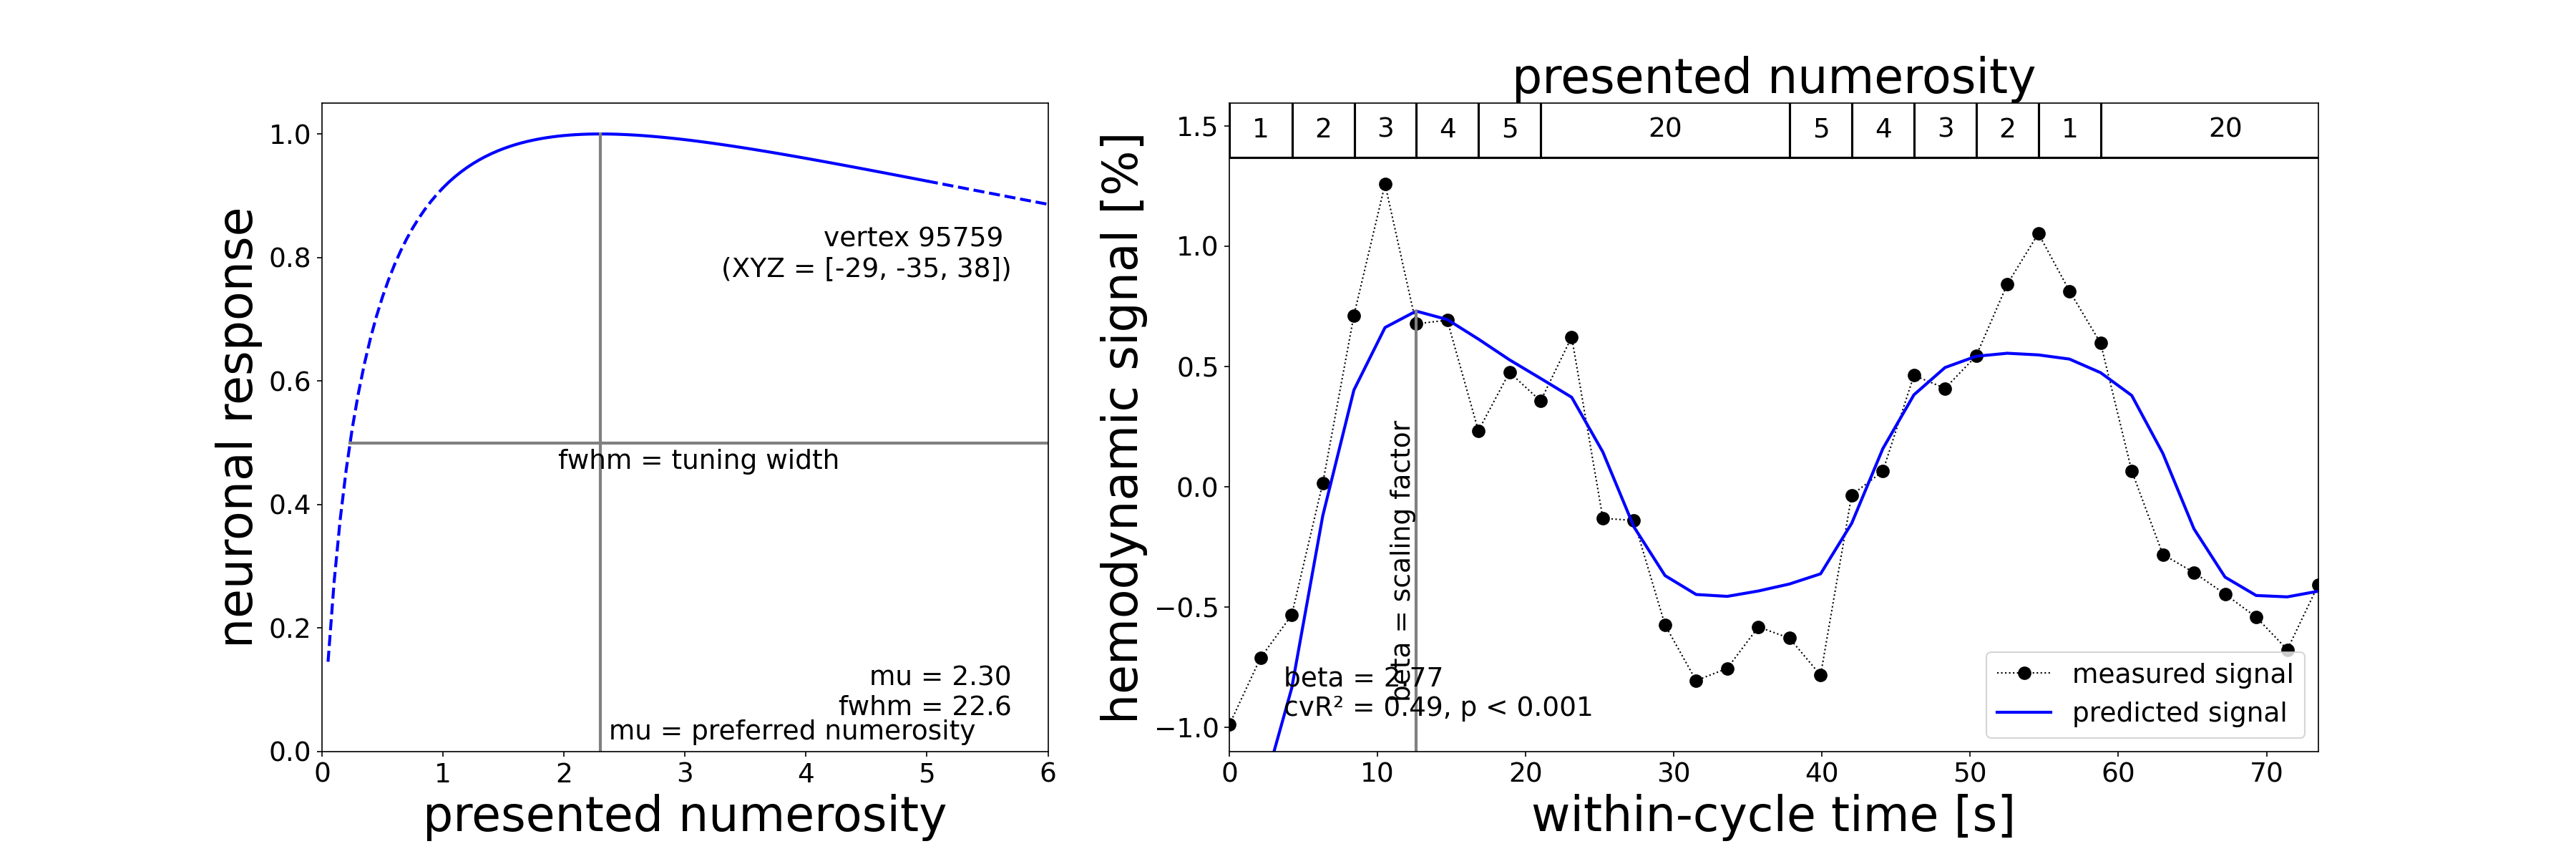 neuronal response
1.0
0.8
0.6
0.4
0.2
0.0
vertex 95759
(XYZ = [-29, -35, 38])
fwhm = tuning width
mu = 2.30
fwhm = 22.6
mu = preferred numerosity
0 1 2 3 4 5 6
presented numerosity
presented numerosity
1 2 3 4 5 20 5 4 3 2 1 20
hemodynamic signal [%]
1.5
1.0
0.5
0.0
−0.5
−1.0
beta = scaling factor
beta = 2.77
cvR² = 0.49, p < 0.001
measured signal
predicted signal
0 10 20 30 40 50 60 70
within-cycle time [s]